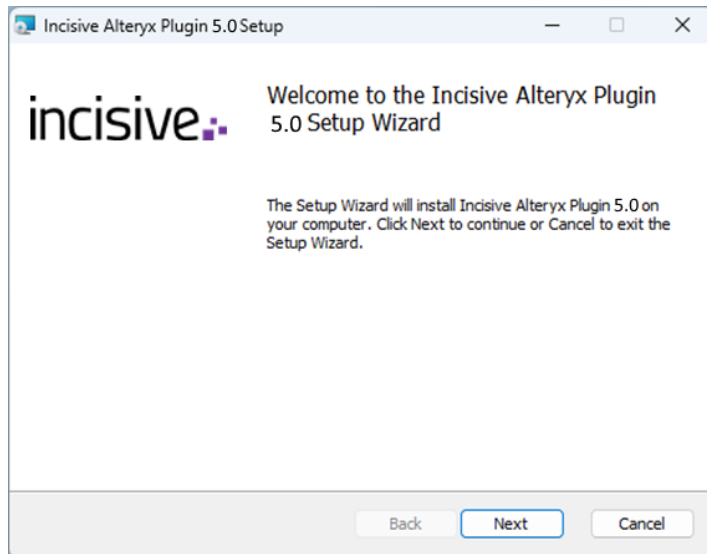 Incisive Alteryx Plugin 5.0 Setup
incisive
Welcome to the Incisive Alteryx Plugin
5.0 Setup Wizard
The Setup Wizard will install Incisive Alteryx Plugin 5.0 on
your computer. Click Next to continue or Cancel to exit the
Setup Wizard.
Back Next Cancel